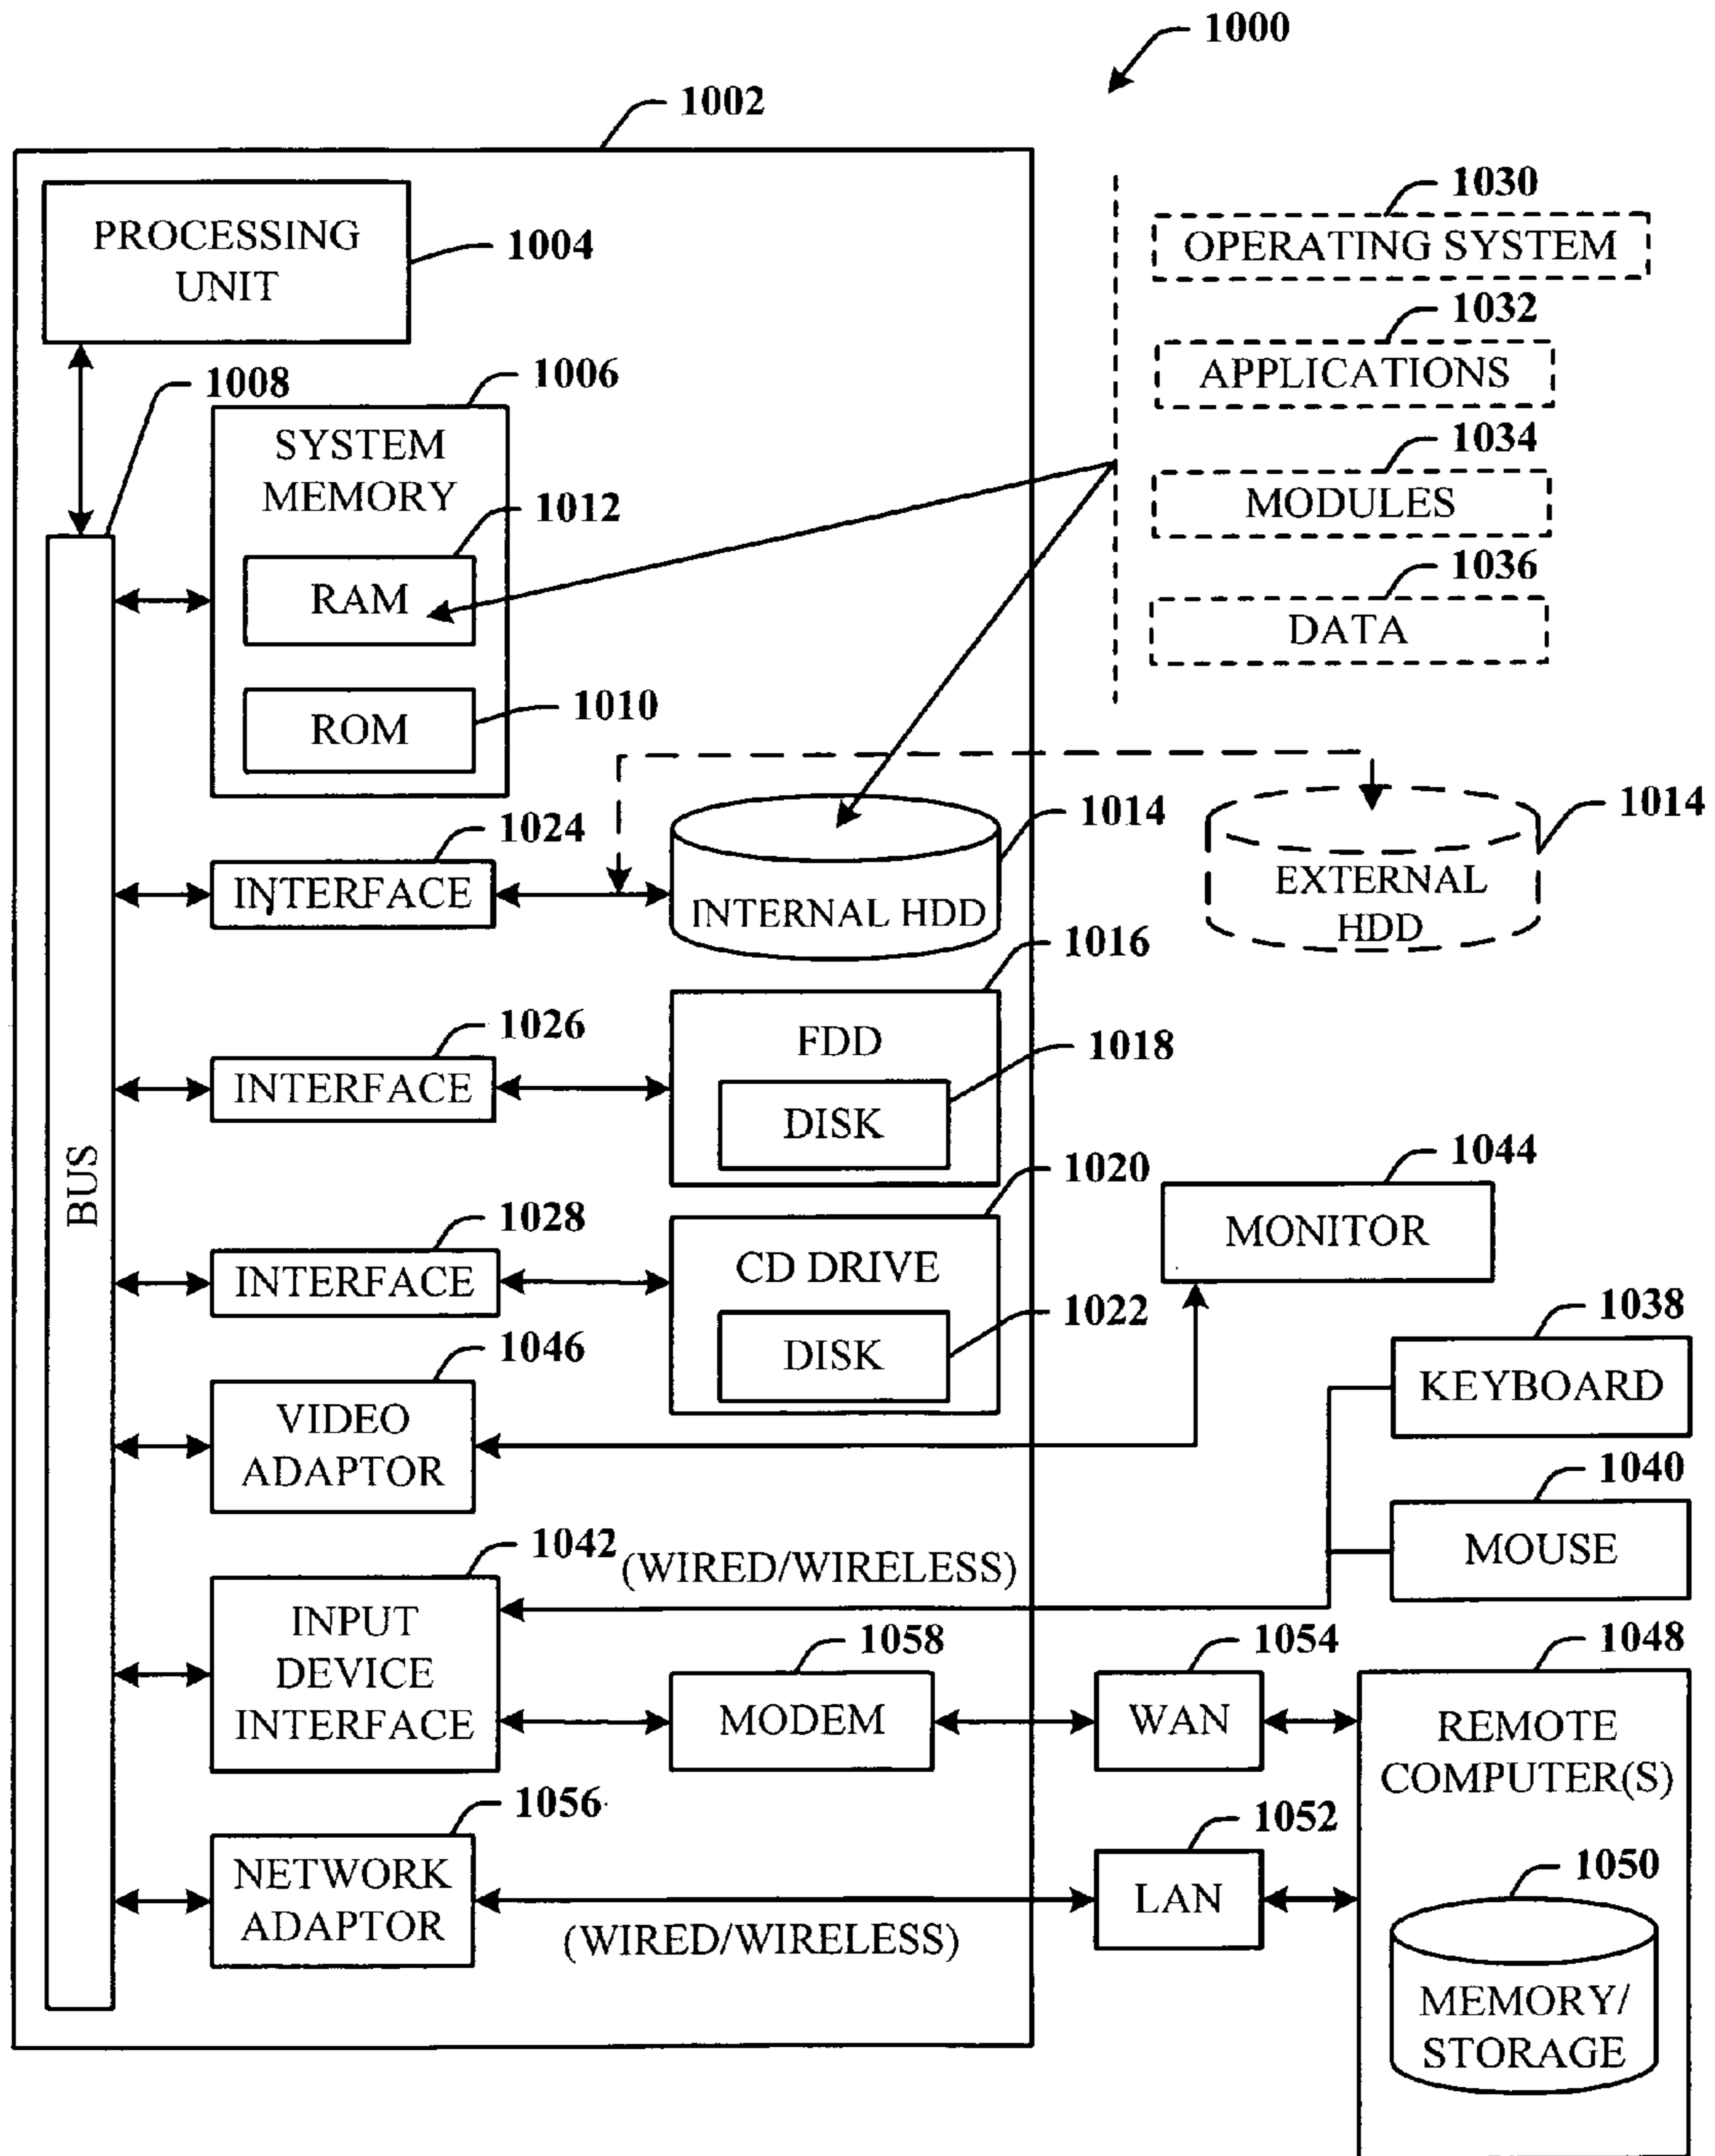 1000
1002
PROCESSING
UNIT
1004
1030
OPERATING SYSTEM
1032
APPLICATIONS
1034
MODULES
1036
DATA
1008
1006
SYSTEM
MEMORY
1012
RAM
1010
ROM
1024
INTERFACE
INTERNAL HDD
1014
EXTERNAL
HDD
1014
1016
1026
INTERFACE
FDD
1018
DISK
BUS
1020
1028
INTERFACE
CD DRIVE
1022
DISK
1044
MONITOR
1038
KEYBOARD
1046
VIDEO
ADAPTOR
1040
MOUSE
1042
(WIRED/WIRELESS)
INPUT
DEVICE
INTERFACE
1058
MODEM
1054
WAN
1048
REMOTE
COMPUTER(S)
1056
NETWORK
ADAPTOR
(WIRED/WIRELESS)
1052
LAN
1050
MEMORY/
STORAGE